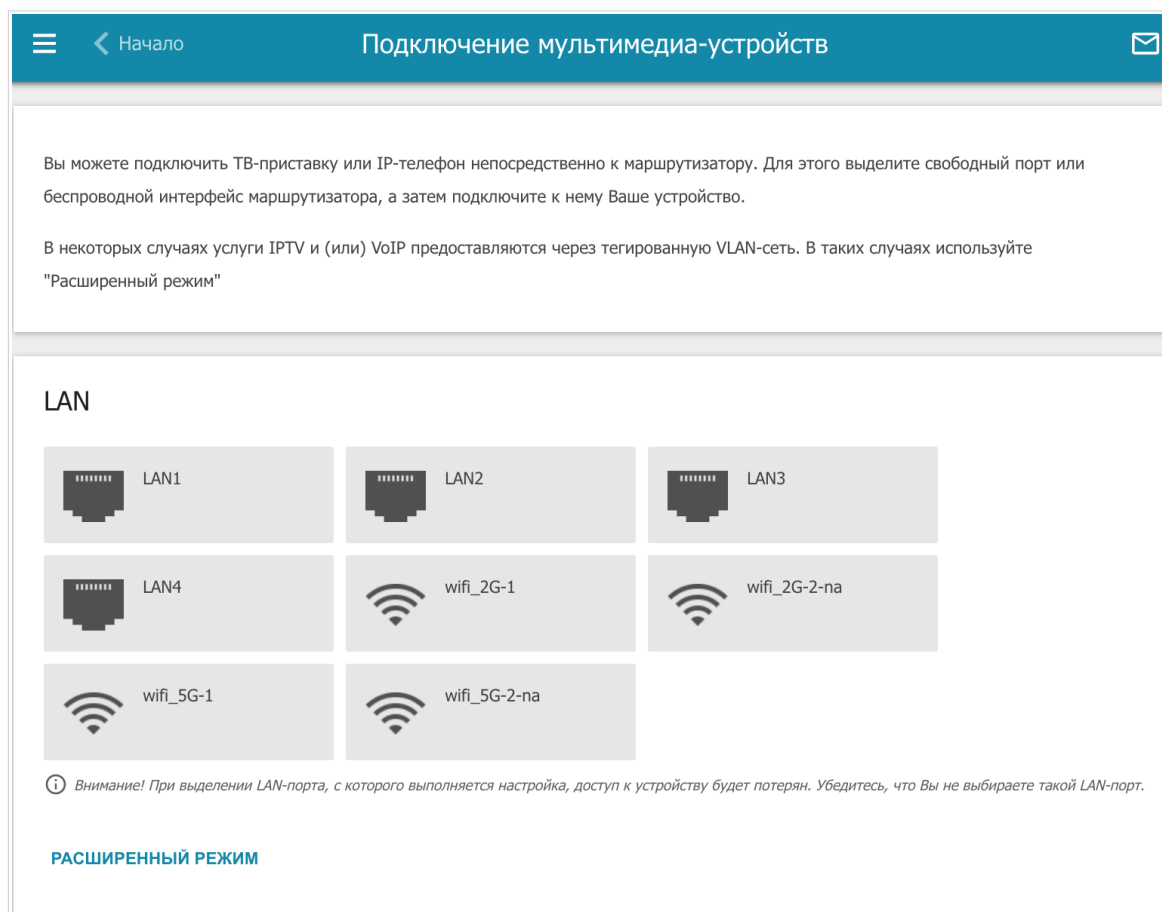 Начало
Подключение мультимедиа-устройств
Вы можете подключить ТВ-приставку или IP-телефон непосредственно к маршрутизатору. Для этого выделите свободный порт или
беспроводной интерфейс маршрутизатора, а затем подключите к нему Ваше устройство.
В некоторых случаях услуги IPTV и (или) VoIP предоставляются через тегированную VLAN-сеть. В таких случаях используйте
"Расширенный режим"
LAN
LAN1
LAN2
LAN3
LAN4
wifi_2G-1
wifi_2G-2-na
wifi_5G-1
wifi_5G-2-na
Внимание! При выделении LAN-порта, с которого выполняется настройка, доступ к устройству будет потерян. Убедитесь, что Вы не выбираете такой LAN-порт.
РАСШИРЕННЫЙ РЕЖИМ